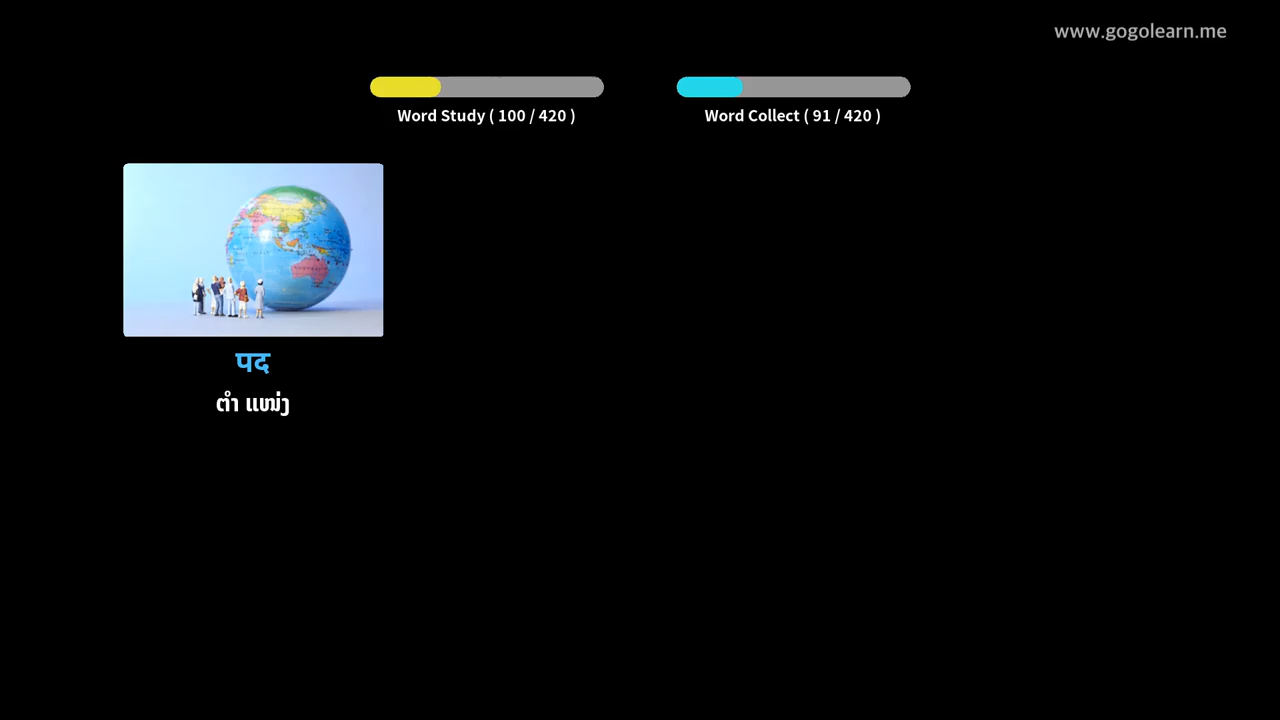 www.gogolearn.me
Word Study ( 100 / 420 )
Word Collect ( 91 / 420 )
पद
ຕຳ ແໜ່ງ